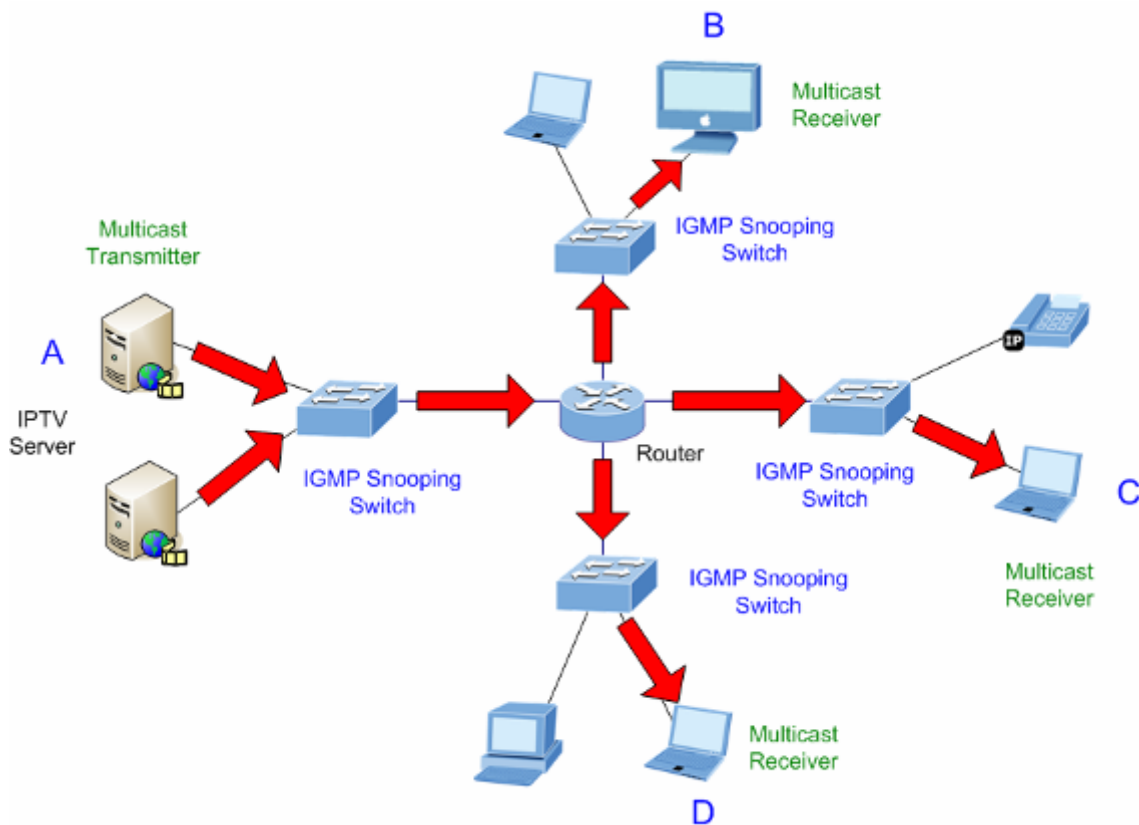 B
Multicast
Receiver
IGMP Snooping
Switch
Multicast
Transmitter
A
IPTV
Server
IGMP Snooping
Switch
Router
IP
IGMP Snooping
Switch
C
Multicast
Receiver
IGMP Snooping
Switch
Multicast
Receiver
D